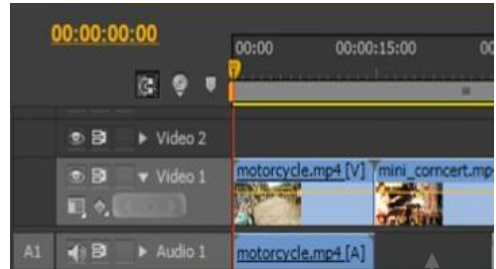 00:00:00:00
00:00 00:00:15:00 00
Video 2
Video 1
motorcycle.mp4 [V] mini_corncert.mp
A1 Audio 1
motorcycle.mp4 [A]